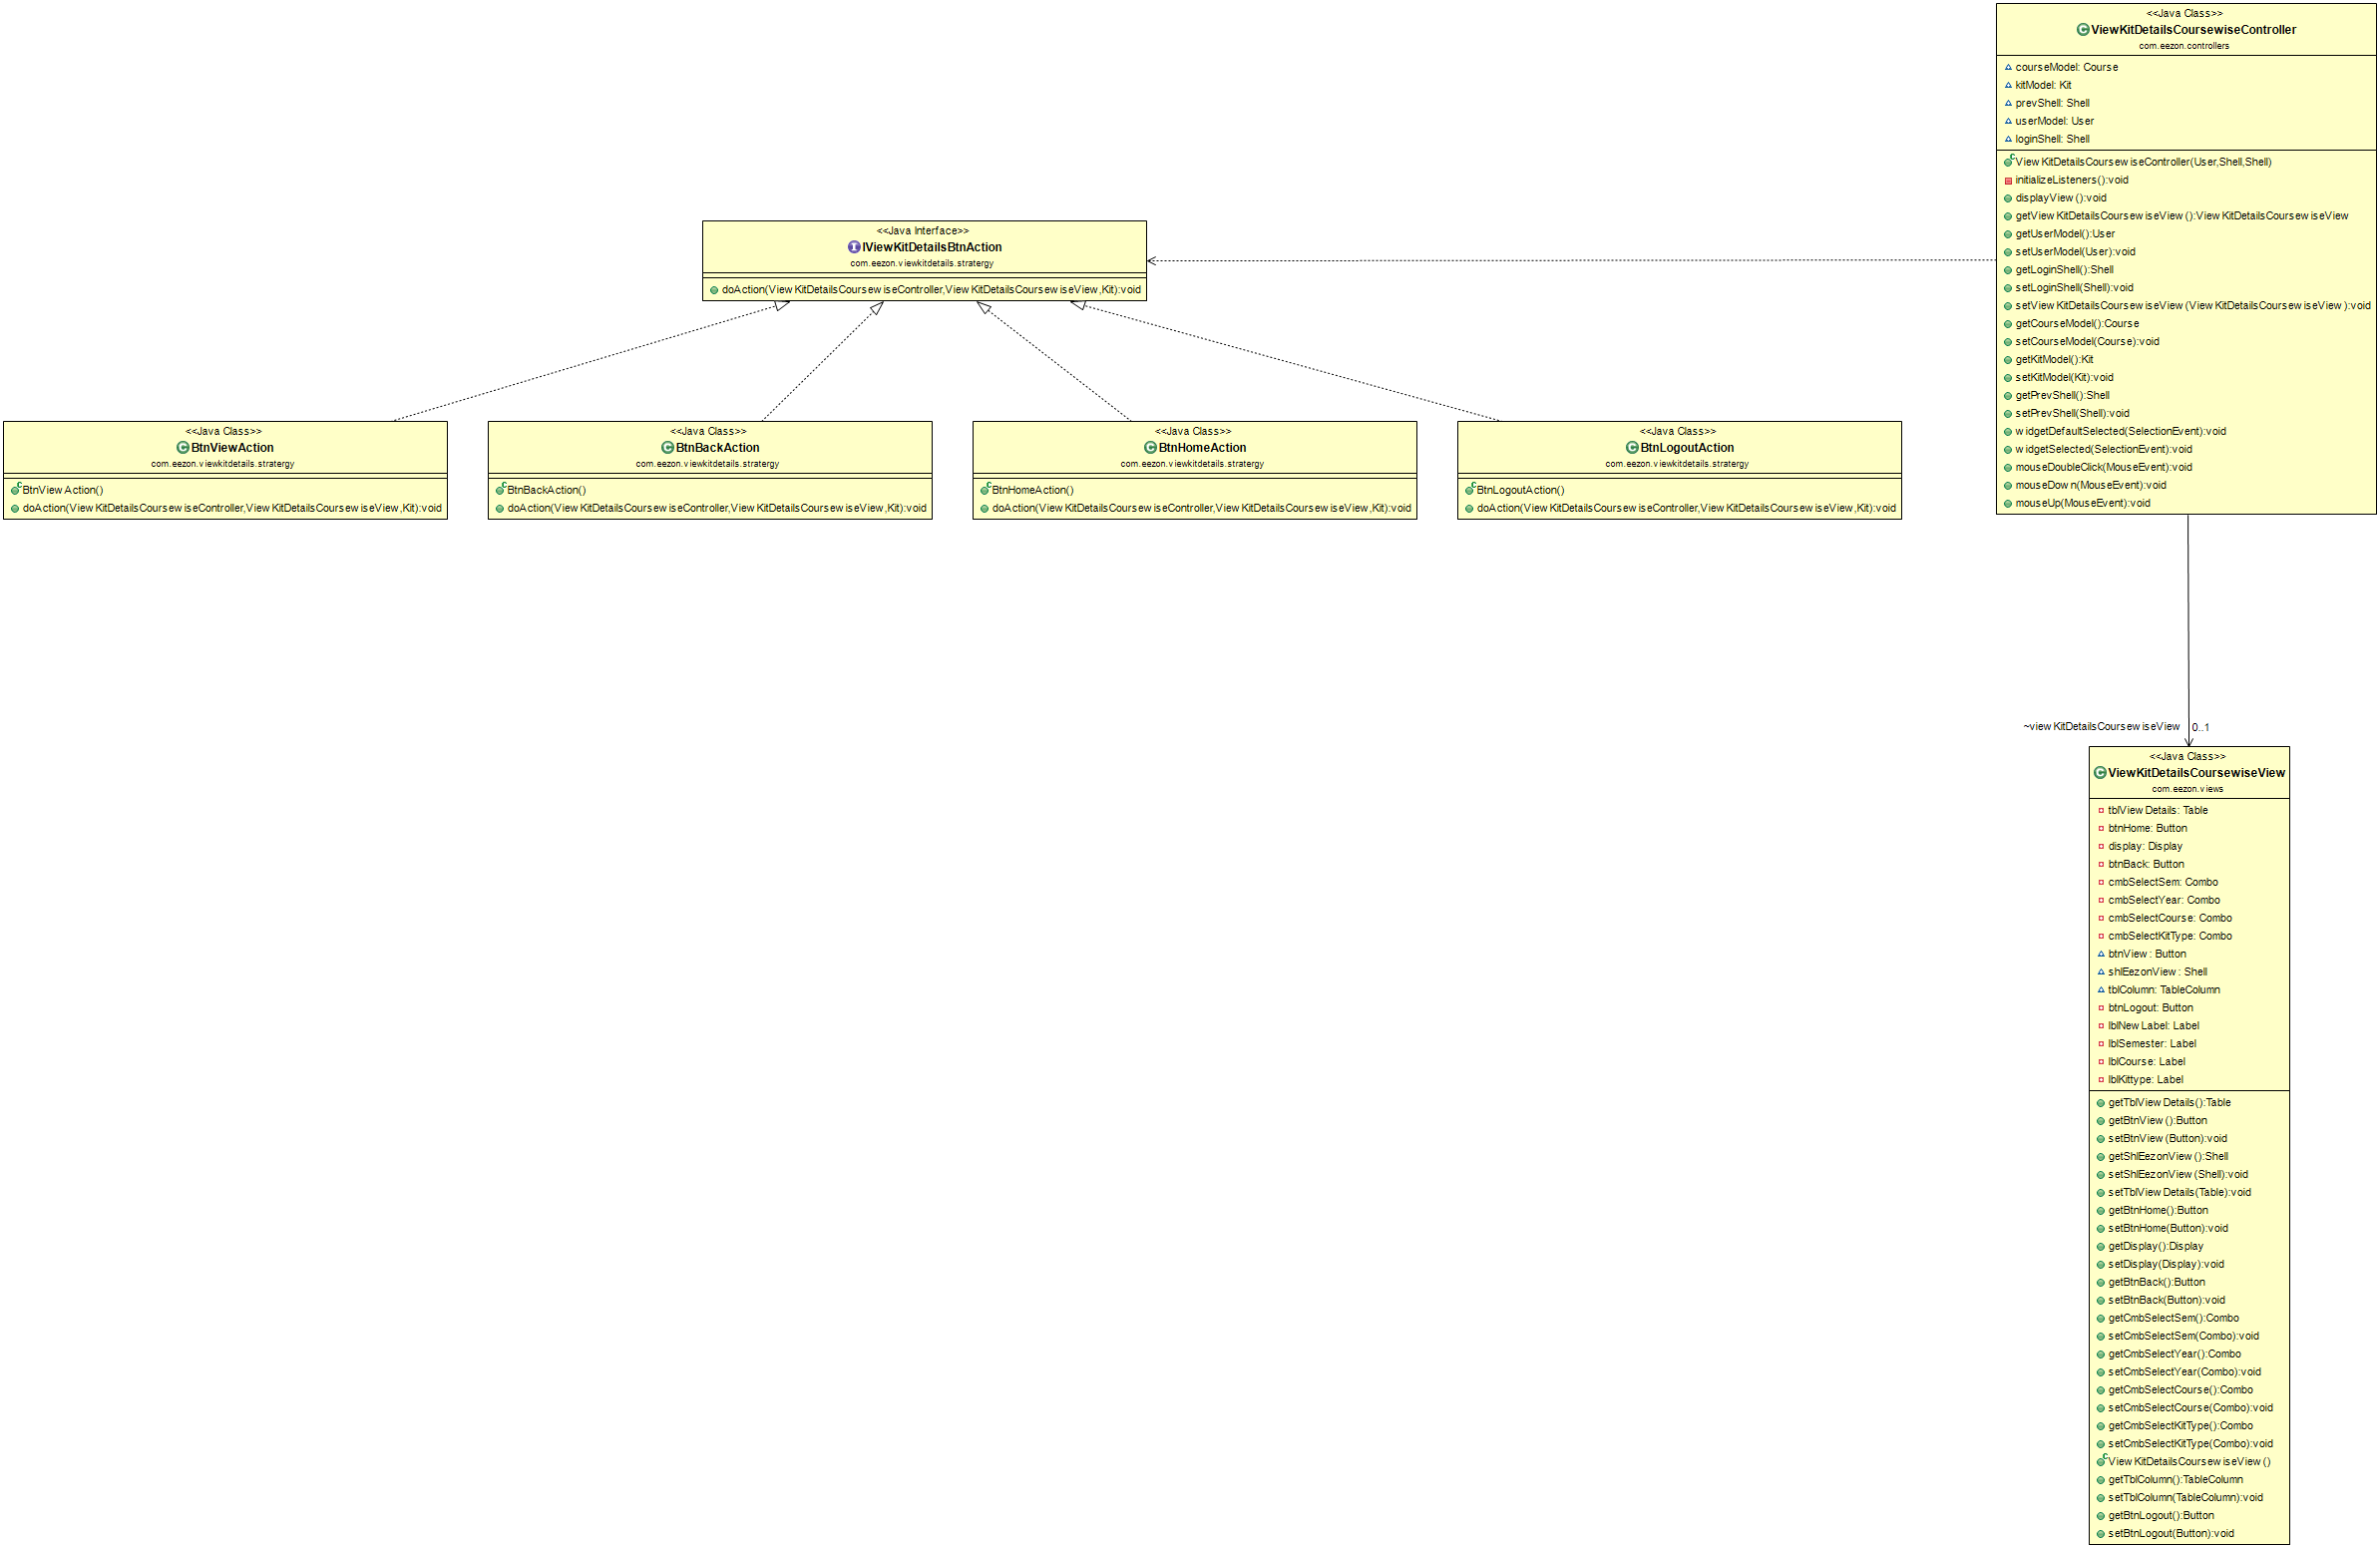 <<Java Class>>
ViewKitDetailsCoursewiseController
com.eezon.controllers
courseModel: Course
kitModel: Kit
prevShell: Shell
userModel: User
loginShell: Shell
ViewKitDetailsCoursewiseController(User,Shell,Shell)
initializeListeners():void
displayView():void
getViewKitDetailsCoursewiseView():ViewKitDetailsCoursewiseView
getUserModel():User
setUserModel(User):void
getLoginShell():Shell
setLoginShell(Shell):void
setViewKitDetailsCoursewiseView(ViewKitDetailsCoursewiseView):void
getCourseModel():Course
setCourseModel(Course):void
getKitModel():Kit
setKitModel(Kit):void
getPrevShell():Shell
setPrevShell(Shell):void
widgetDefaultSelected(SelectionEvent):void
widgetSelected(SelectionEvent):void
mouseDoubleClick(MouseEvent):void
mouseDown(MouseEvent):void
mouseUp(MouseEvent):void
<<Java Interface>>
IViewKitDetailsBtnAction
com.eezon.viewkitdetails.stratergy
doAction(ViewKitDetailsCoursewiseController,ViewKitDetailsCoursewiseView,Kit):void
<<Java Class>>
BtnViewAction
com.eezon.viewkitdetails.stratergy
BtnViewAction()
doAction(ViewKitDetailsCoursewiseController,ViewKitDetailsCoursewiseView,Kit):void
<<Java Class>>
BtnBackAction
com.eezon.viewkitdetails.stratergy
BtnBackAction()
doAction(ViewKitDetailsCoursewiseController,ViewKitDetailsCoursewiseView,Kit):void
<<Java Class>>
BtnHomeAction
com.eezon.viewkitdetails.stratergy
BtnHomeAction()
doAction(ViewKitDetailsCoursewiseController,ViewKitDetailsCoursewiseView,Kit):void
<<Java Class>>
BtnLogoutAction
com.eezon.viewkitdetails.stratergy
BtnLogoutAction()
doAction(ViewKitDetailsCoursewiseController,ViewKitDetailsCoursewiseView,Kit):void
~viewKitDetailsCoursewiseView 0..1
<<Java Class>>
ViewKitDetailsCoursewiseView
com.eezon.views
tblViewDetails: Table
btnHome: Button
display: Display
btnBack: Button
cmbSelectSem: Combo
cmbSelectYear: Combo
cmbSelectCourse: Combo
cmbSelectKitType: Combo
btnView: Button
shlEezonView: Shell
tblColumn: TableColumn
btnLogout: Button
lblNewLabel: Label
lblSemester: Label
lblCourse: Label
lblKittype: Label
getTblViewDetails():Table
getBtnView():Button
setBtnView(Button):void
getShlEezonView():Shell
setShlEezonView(Shell):void
setTblViewDetails(Table):void
getBtnHome():Button
setBtnHome(Button):void
getDisplay():Display
setDisplay(Display):void
getBtnBack():Button
setBtnBack(Button):void
getCmbSelectSem():Combo
setCmbSelectSem(Combo):void
getCmbSelectYear():Combo
setCmbSelectYear(Combo):void
getCmbSelectCourse():Combo
setCmbSelectCourse(Combo):void
getCmbSelectKitType():Combo
setCmbSelectKitType(Combo):void
ViewKitDetailsCoursewiseView()
getTblColumn():TableColumn
setTblColumn(TableColumn):void
getBtnLogout():Button
setBtnLogout(Button):void